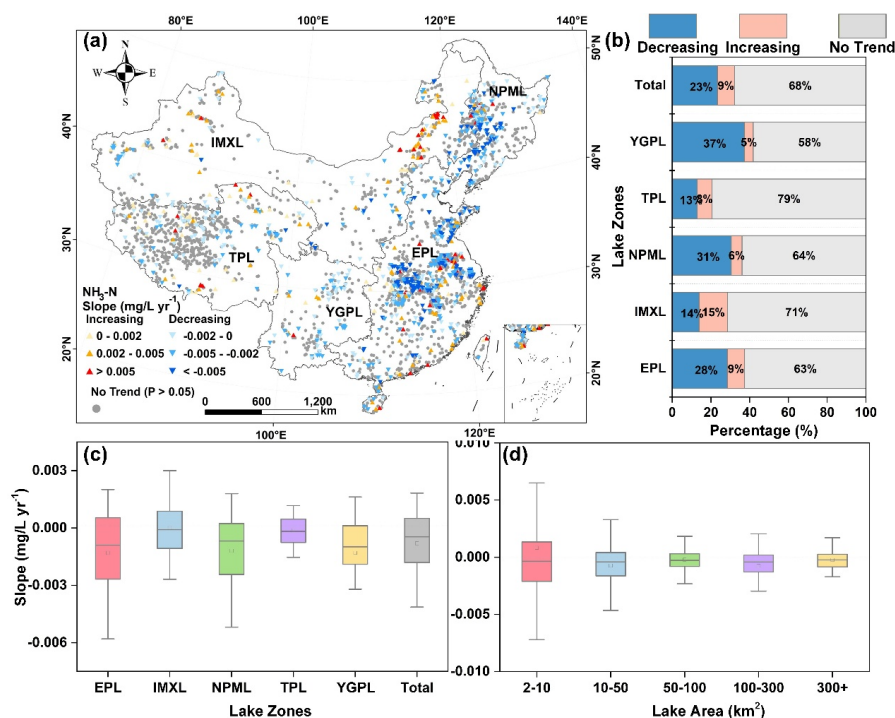 80°E 100°E 120°E 140°E
(a)
N
W E
S
50°N
40°N
40°N
30°N
30°N
20°N
20°N
100°E 120°E
NPML
IMXL
TPL
EPL
YGPL
NH3-N
Slope (mg/L yr-1)
Increasing Decreasing
0 - 0.002 -0.002 - 0
0.002 - 0.005 -0.005 - -0.002
> 0.005 < -0.005
No Trend (P > 0.05)
0 600 1,200
km
(b)
Decreasing Increasing No Trend
Total 23% 9% 68%
YGPL 37% 5% 58%
TPL 13% 8% 79%
NPML 31% 6% 64%
IMXL 14% 15% 71%
EPL 28% 9% 63%
Lake Zones
0 20 40 60 80 100
Percentage (%)
(c)
0.003
0.000
-0.003
-0.006
Slope (mg/L yr-1)
EPL IMXL NPML TPL YGPL Total
Lake Zones
(d)
0.010
0.005
0.000
-0.005
-0.010
2-10 10-50 50-100 100-300 300+
Lake Area (km2)